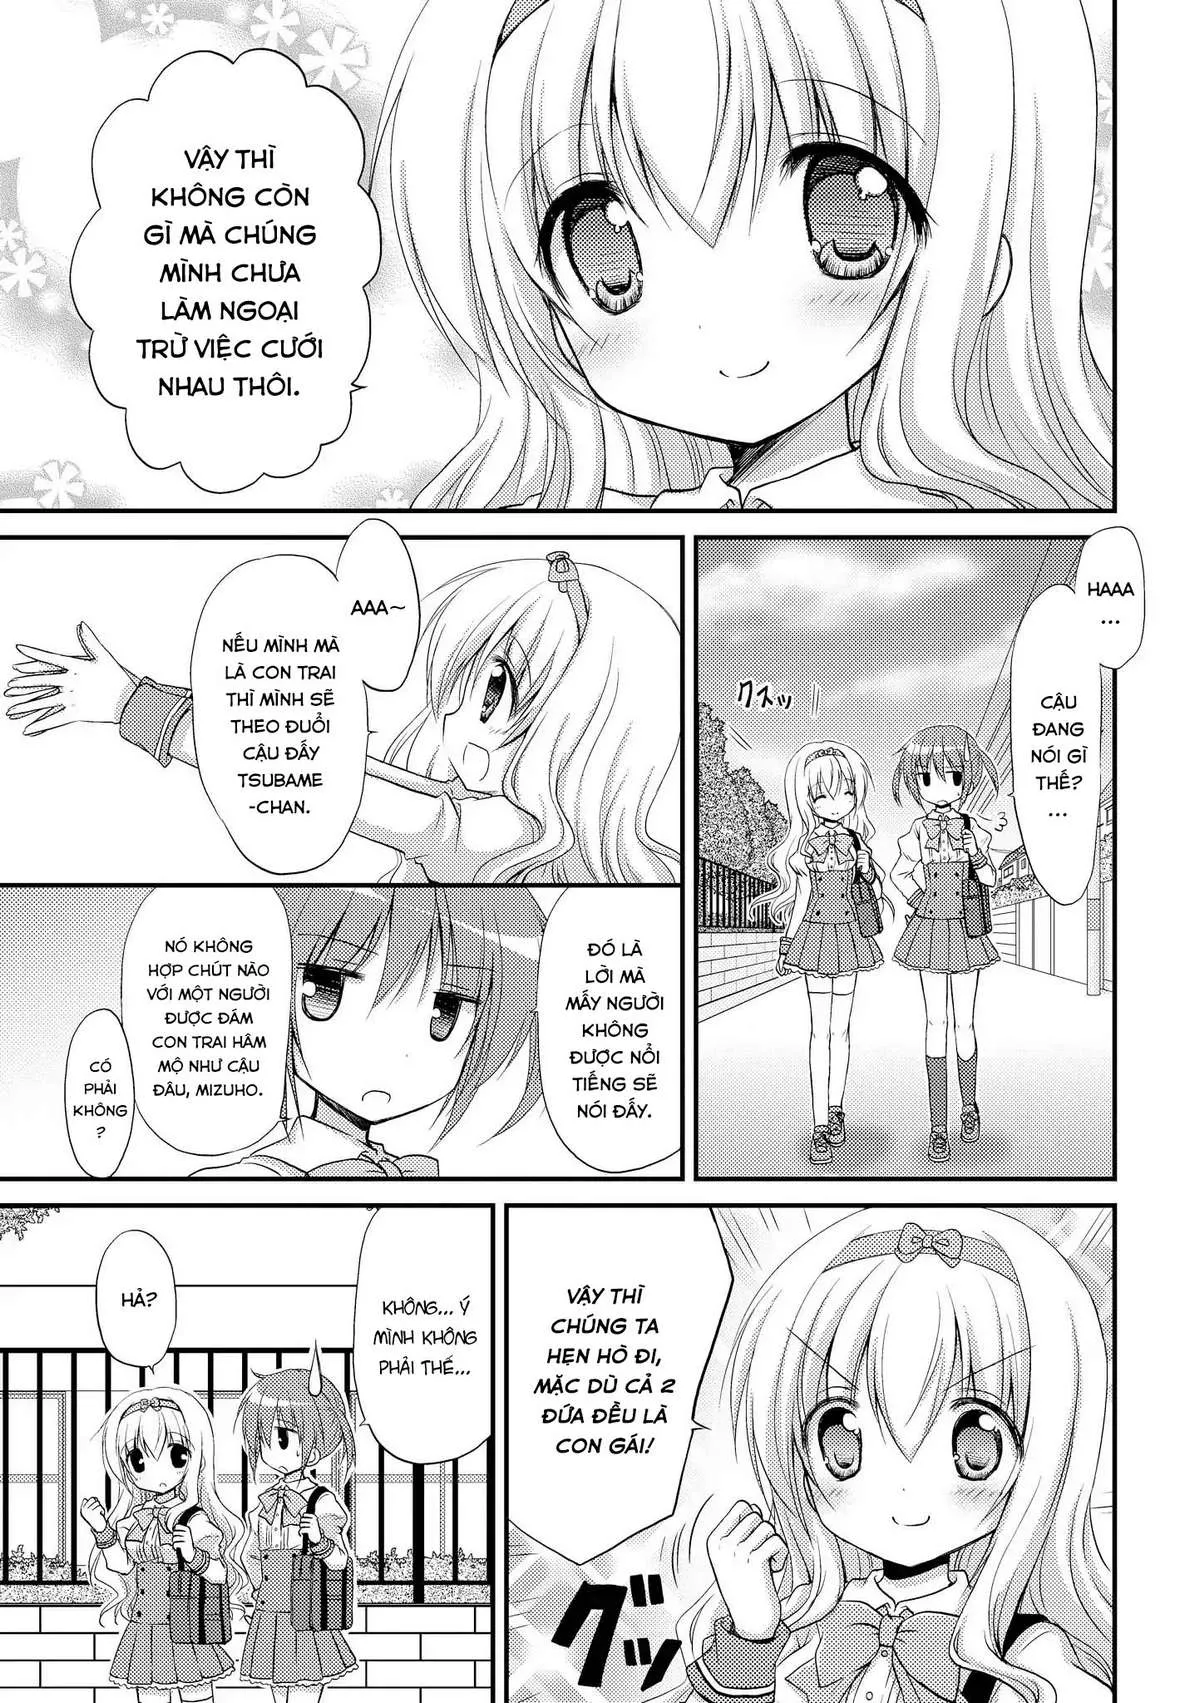 VẬY THÌ
KHÔNG CÒN
GÌ MÀ CHÚNG
MÌNH CHƯA
LÀM NGOẠI
TRỪ VIỆC CƯỚI
NHAU THÔI.
HAAA
...
CẬU
ĐANG
NÓI GÌ
THẾ?
...
クスッ
AAA~
NẾU MÌNH MÀ
LÀ CON TRAI
THÌ MÌNH SẼ
THEO ĐUỔI
CẬU ĐẤY
TSUBAME
-CHAN.
ĐÓ LÀ
LỜI MÀ
MẤY NGƯỜI
KHÔNG
ĐƯỢC NỔI
TIẾNG SẼ
NÓI ĐẤY.
NÓ KHÔNG
HỢP CHÚT NÀO
VỚI MỘT NGƯỜI
ĐƯỢC ĐÁM
CON TRAI HÂM
MỘ NHƯ CẬU
ĐÂU, MIZUHO.
CÓ
PHẢI
KHÔNG
?
VẬY THÌ
CHÚNG TA
HẸN HÒ ĐI,
MẶC DÙ CẢ 2
ĐỨA ĐỀU LÀ
CON GÁI!
グッ
KHÔNG... Ý
MÌNH KHÔNG
PHẢI THẾ...
HẢ?